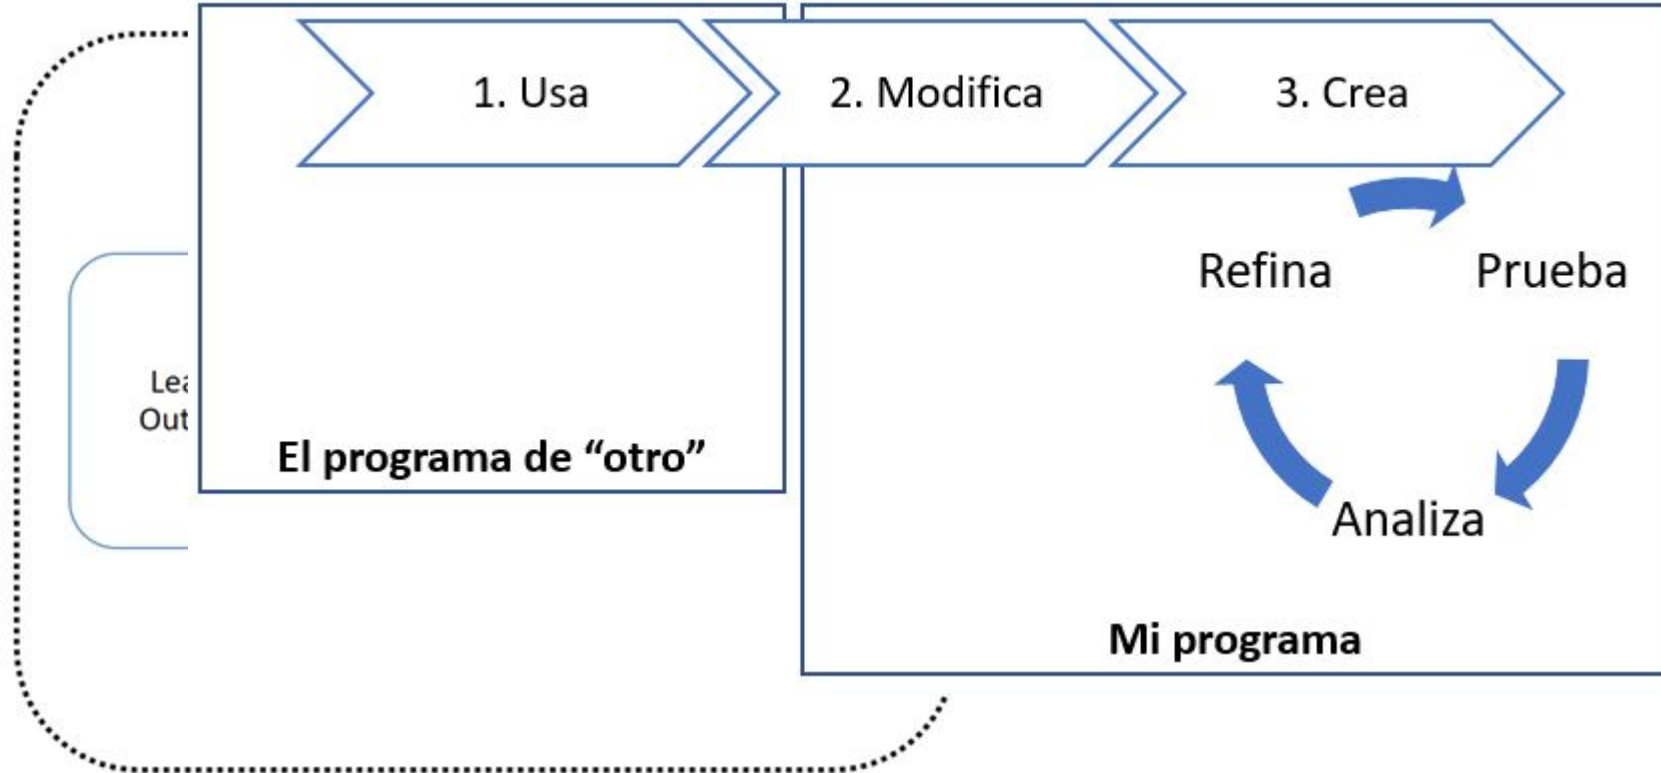 1. Usa
2. Modifica
3. Crea
Refina
Prueba
Analiza
El programa de “otro”
Mi programa